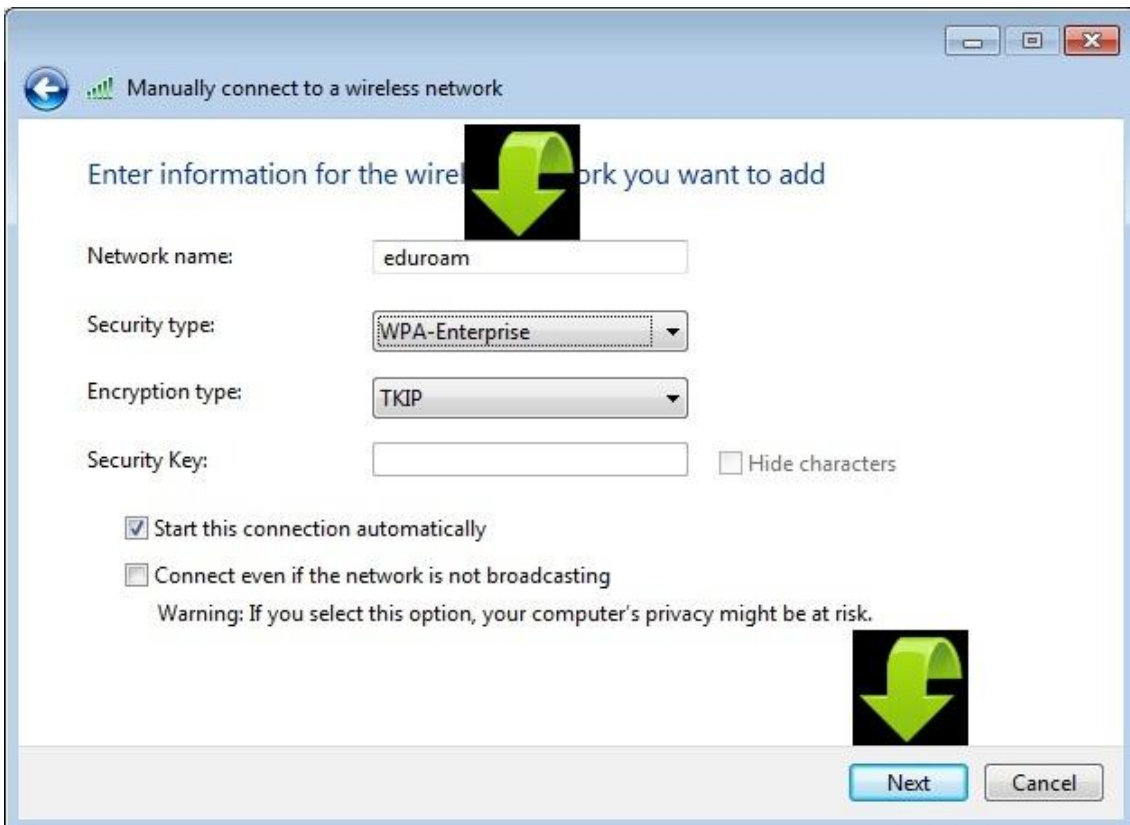 Manually connect to a wireless network
Enter information for the wirel ork you want to add
Network name: eduroam
Security type: WPA-Enterprise
Encryption type: TKIP
Security Key: Hide characters
Start this connection automatically
Connect even if the network is not broadcasting
Warning: If you select this option, your computer's privacy might be at risk.
Next Cancel